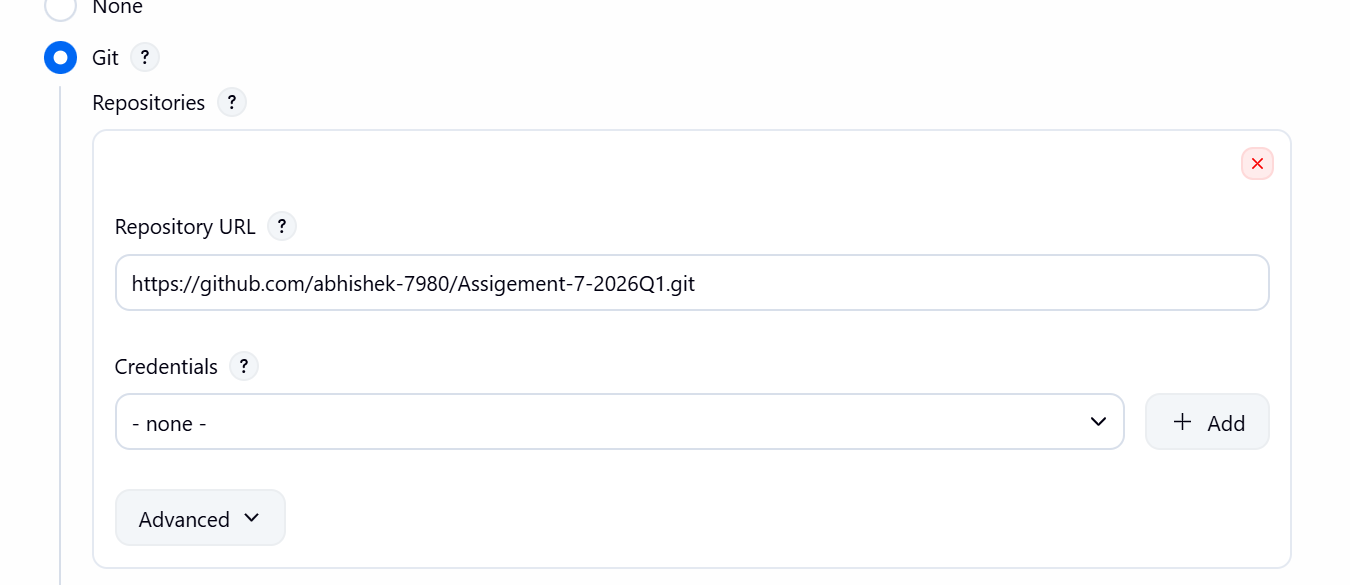 None
Git ?
Repositories ?
Repository URL ?
https://github.com/abhishek-7980/Assigement-7-2026Q1.git
Credentials ?
- none -
+ Add
Advanced